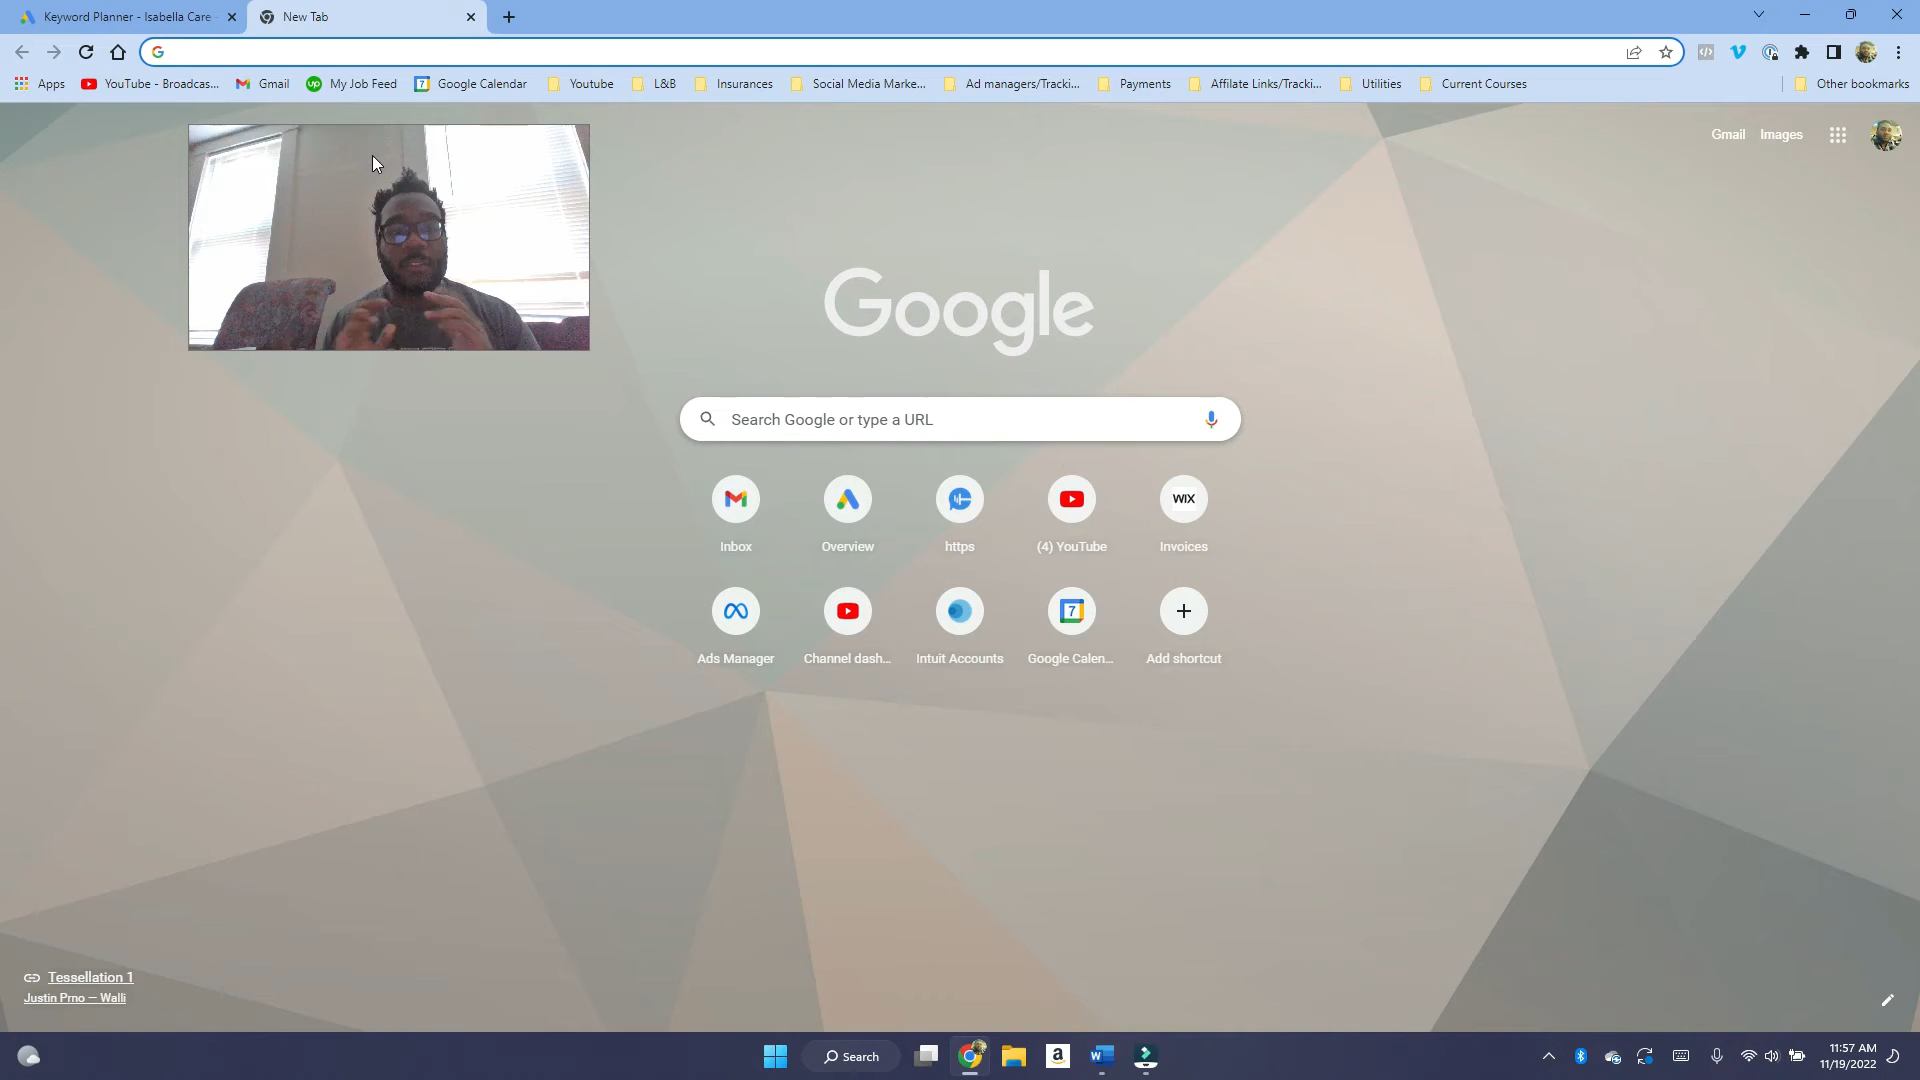 Keyword Planner - Isabella Care -
New Tab
Apps
YouTube - Broadcas...
Gmail
My Job Feed
7
Google Calendar
Youtube
L&B
Insurances
Social Media Marke...
Ad managers/Tracki...
Payments
Affilate Links/Tracki...
Utilities
Current Courses
Other bookmarks
Gmail
Images
Google
Search Google or type a URL
WIX
Inbox
Overview
https
(4) YouTube
Invoices
7
Ads Manager
Channel dash...
Intuit Accounts
Google Calen...
Add shortcut
Tessellation 1
Justin Prno — Walli
Search
11:57 AM
11/19/2022